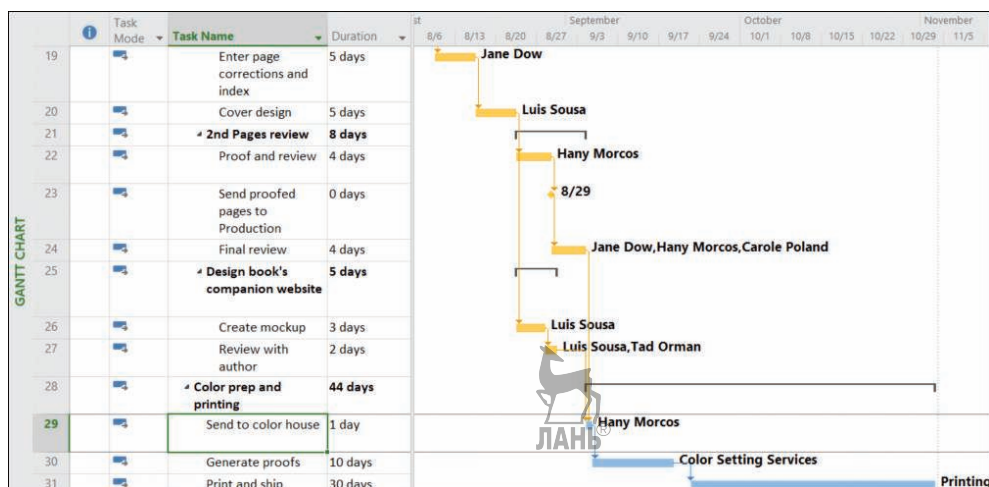 st September October November
Task Mode Task Name Duration 8/6 8/13 8/20 8/27 9/3 9/10 9/17 9/24 10/1 10/8 10/15 10/22 10/29 11/5
GANTT CHART
19 Enter page corrections and index 5 days Jane Dow
20 Cover design 5 days Luis Sousa
21 2nd Pages review 8 days
22 Proof and review 4 days Hany Morcos
23 Send proofed pages to Production 0 days 8/29
24 Final review 4 days Jane Dow,Hany Morcos,Carole Poland
25 Design book's companion website 5 days
26 Create mockup 3 days Luis Sousa
27 Review with author 2 days Luis Sousa,Tad Orman
28 Color prep and printing 44 days
29 Send to color house 1 day Hany Morcos
ЛАНЬ®
30 Generate proofs 10 days Color Setting Services
31 Print and ship 30 days Printing